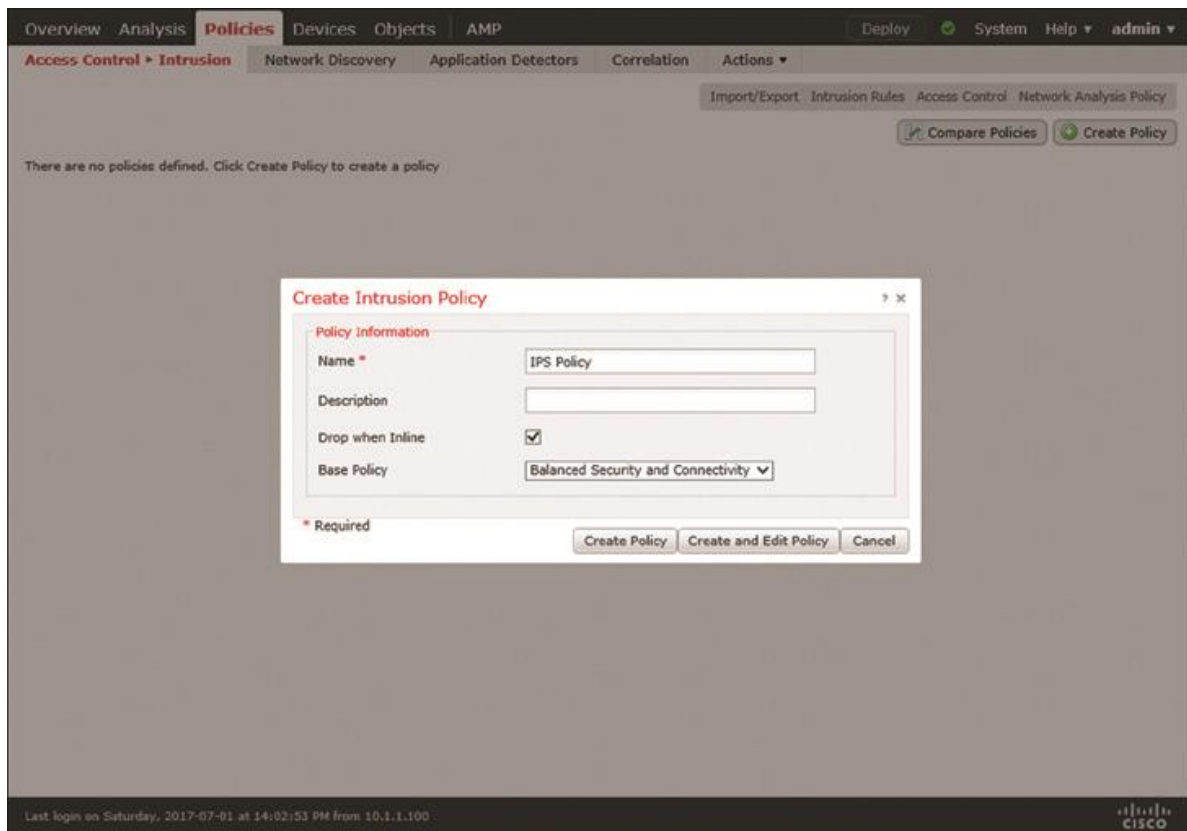 Overview Analysis Policies Devices Objects AMP Deploy System Help admin
Access Control ▸ Intrusion Network Discovery Application Detectors Correlation Actions
Import/Export Intrusion Rules Access Control Network Analysis Policy
Compare Policies Create Policy
There are no policies defined. Click Create Policy to create a policy
Create Intrusion Policy ? ×
Policy Information
Name * IPS Policy
Description
Drop when Inline
Base Policy Balanced Security and Connectivity
* Required
Create Policy Create and Edit Policy Cancel
Last login on Saturday, 2017-07-01 at 14:02:53 PM from 10.1.1.100
CISCO